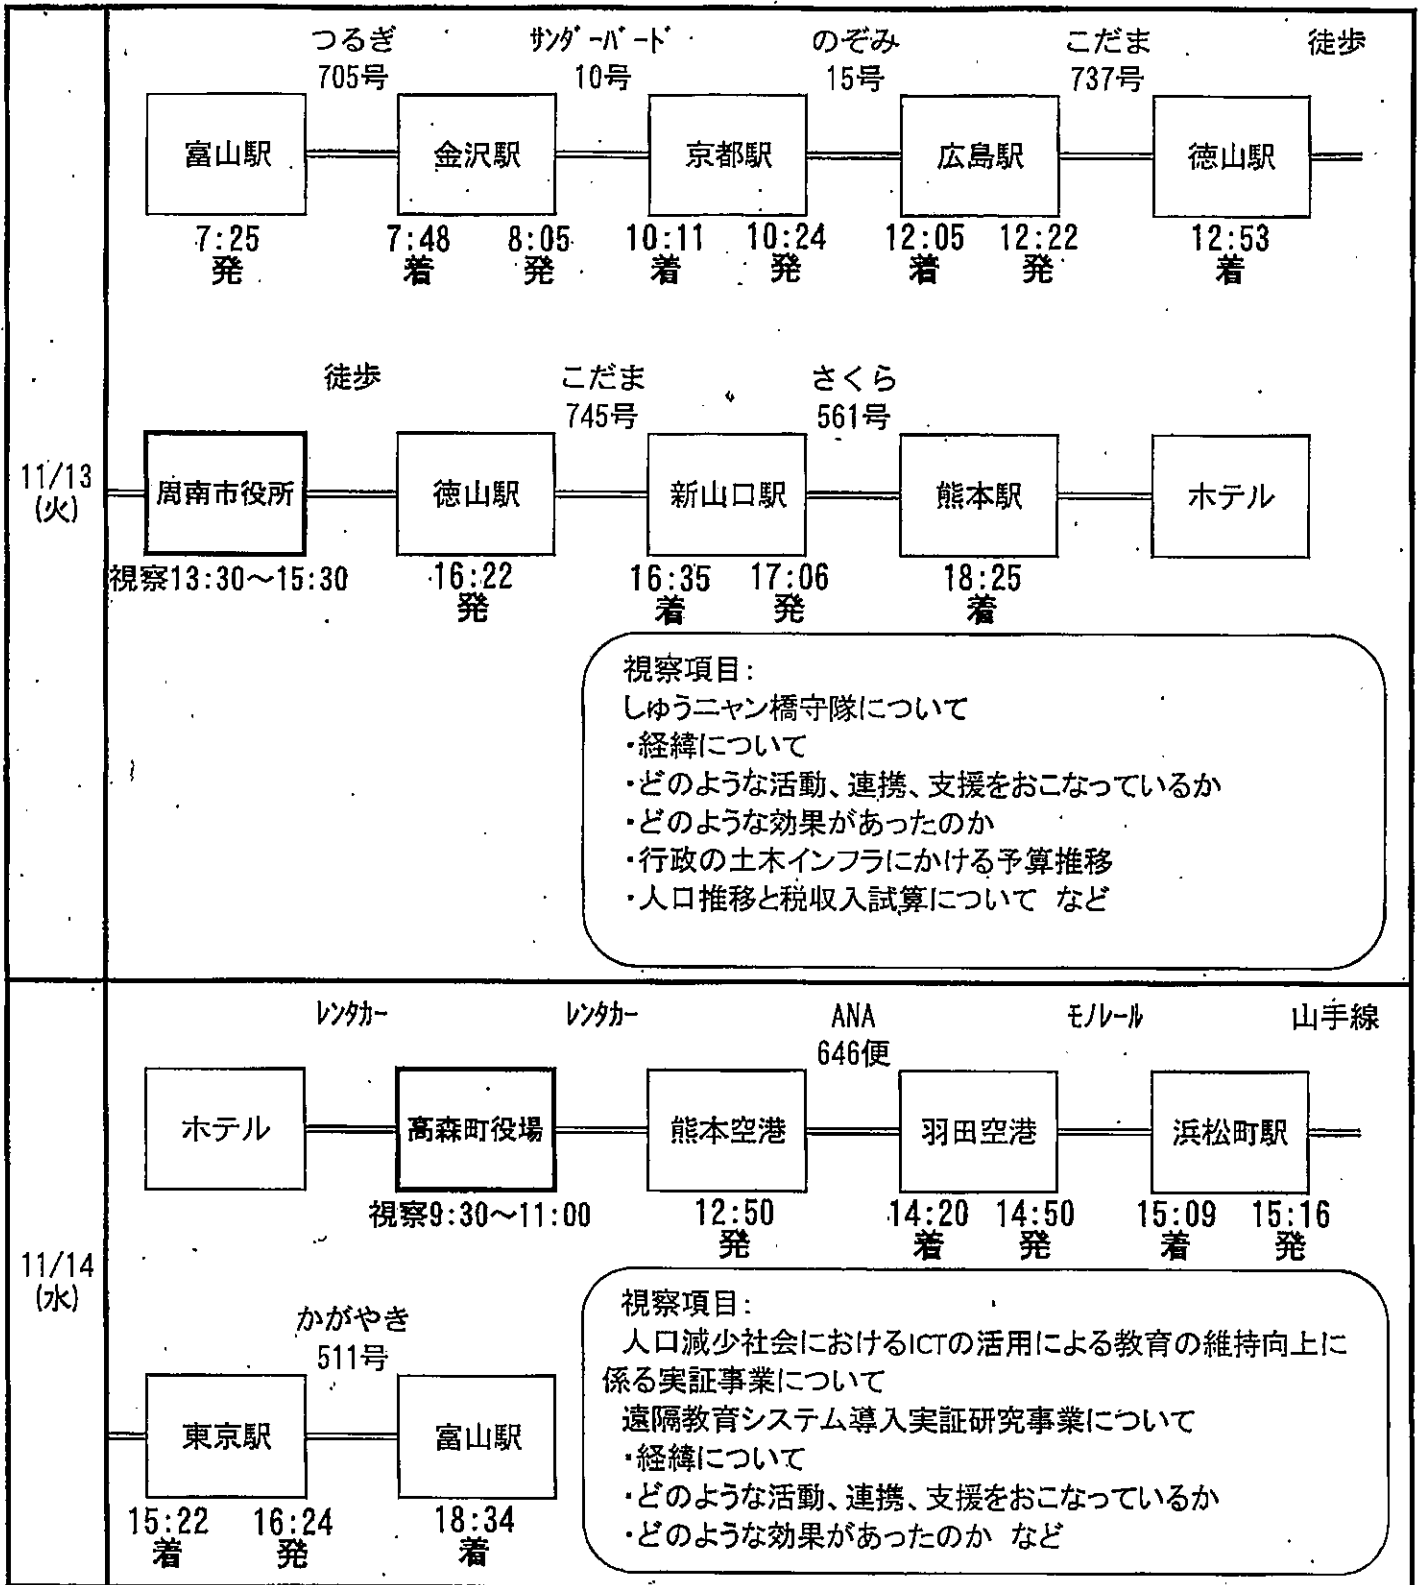 つるぎ サンダーバード のぞみ こだま 徒歩
705号 10号 15号 737号
富山駅 金沢駅 京都駅 広島駅 徳山駅
7:25 7:48 8:05 10:11 10:24 12:05 12:22 12:53
発 着 発 着 発 着 発 着
徒歩 こだま さくら
745号 561号
11/13
(火)
周南市役所 徳山駅 新山口駅 熊本駅 ホテル
視察13:30～15:30 16:22 16:35 17:06 18:25
発 着 発 着
視察項目:
しゅうニャン橋守隊について
・経緯について
・どのような活動、連携、支援をおこなっているか
・どのような効果があったのか
・行政の土木インフラにかける予算推移
・人口推移と税収入試算について など
レンタカー レンタカー ANA モノレール 山手線
646便
ホテル 高森町役場 熊本空港 羽田空港 浜松町駅
視察9:30～11:00 12:50 14:20 14:50 15:09 15:16
発 着 発 着 発
11/14
(水)
かがやき
511号
東京駅 富山駅
15:22 16:24 18:34
着 発 着
視察項目:
人口減少社会におけるICTの活用による教育の維持向上に
係る実証事業について
遠隔教育システム導入実証研究事業について
・経緯について
・どのような活動、連携、支援をおこなっているか
・どのような効果があったのか など